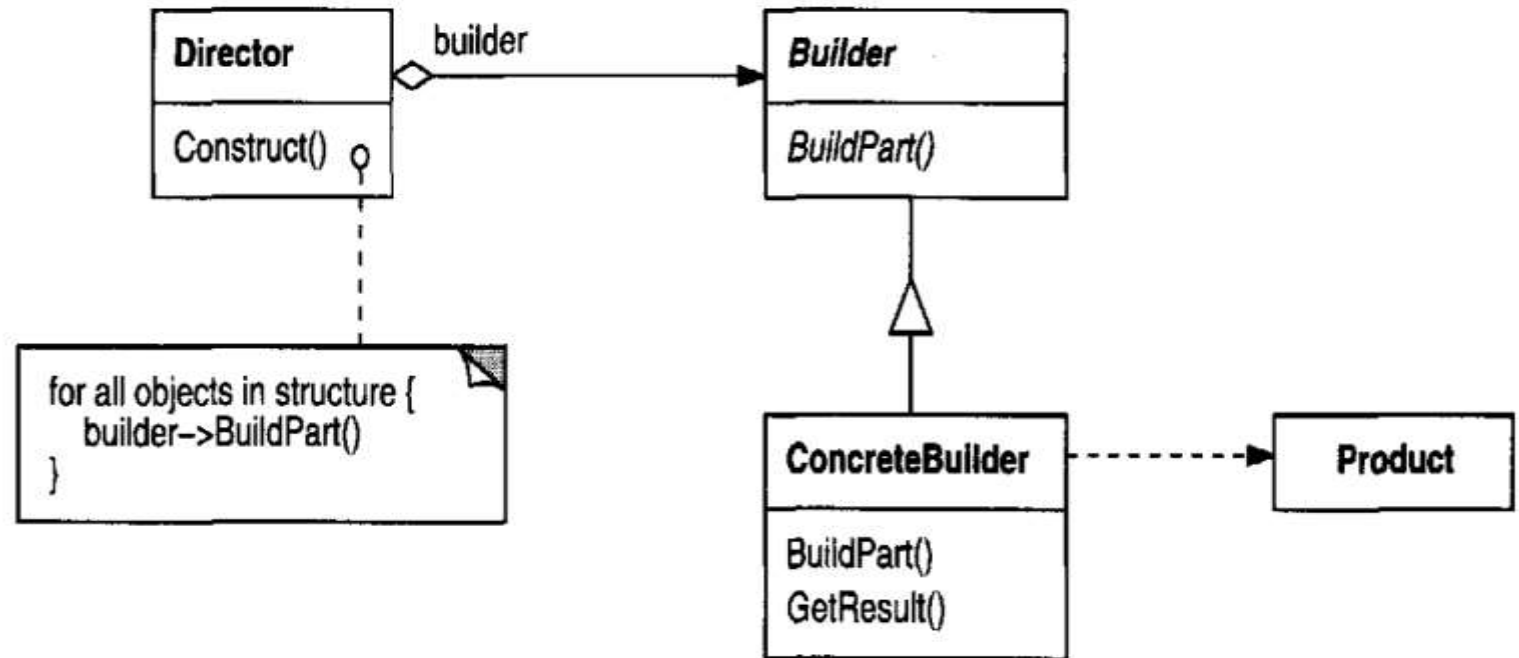 Director
builder
Builder
Construct()
BuildPart()
for all objects in structure {
builder->BuildPart()
}
ConcreteBuilder
Product
BuildPart()
GetResult()